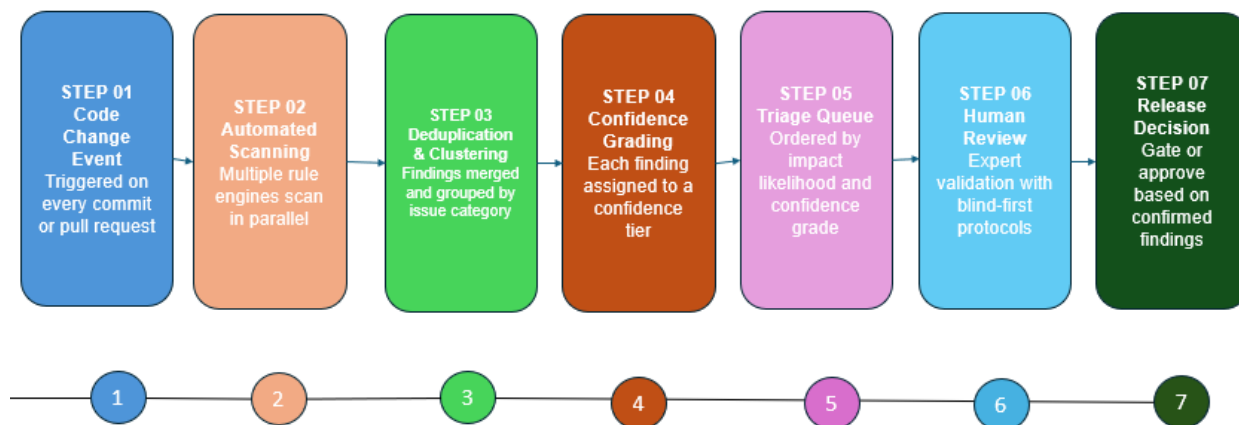 STEP 01
Code
Change
Event
Triggered on
every commit
or pull request
STEP 02
Automated
Scanning
Multiple rule
engines scan
in parallel
STEP 03
Deduplication
& Clustering
Findings merged
and grouped by
issue category
STEP 04
Confidence
Grading
Each finding
assigned to a
confidence
tier
STEP 05
Triage Queue
Ordered by
impact
likelihood and
confidence
grade
STEP 06
Human
Review
Expert
validation with
blind-first
protocols
STEP 07
Release
Decision
Gate or
approve
based on
confirmed
findings
1
2
3
4
5
6
7